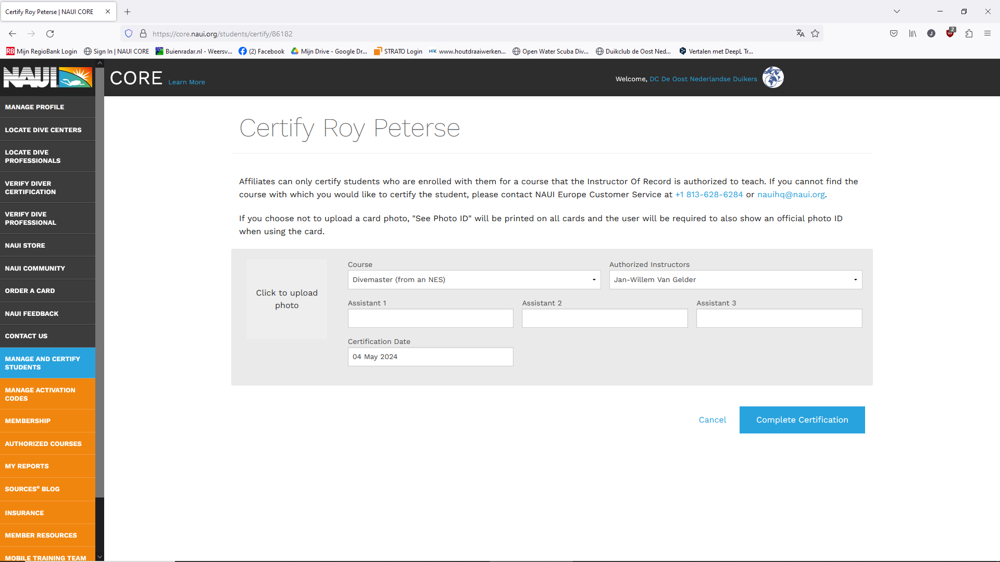 Certify Roy Peterse | NAUI CORE
https://core.naui.org/students/certify/86182
J
2
RB Mijn RegioBank Login
Sign In | NAUI CORE
Buienradar.nl - Weersv...
(2) Facebook
Mijn Drive - Google Dr...
STRATO Login
HPK www.houtdraaiwerken...
Open Water Scuba Div...
Duikclub de Oost Ned...
Vertalen met DeepL Tr...
NAUI
CORE Learn More
Welcome, DC De Oost Nederlandse Duikers
MANAGE PROFILE
LOCATE DIVE CENTERS
LOCATE DIVE
PROFESSIONALS
VERIFY DIVER
CERTIFICATION
VERIFY DIVE
PROFESSIONAL
NAUI STORE
NAUI COMMUNITY
ORDER A CARD
NAUI FEEDBACK
CONTACT US
MANAGE AND CERTIFY
STUDENTS
MANAGE ACTIVATION
CODES
MEMBERSHIP
AUTHORIZED COURSES
MY REPORTS
SOURCES® BLOG
INSURANCE
MEMBER RESOURCES
MOBILE TRAINING TEAM
Certify Roy Peterse
Affiliates can only certify students who are enrolled with them for a course that the Instructor Of Record is authorized to teach. If you cannot find the
course with which you would like to certify the student, please contact NAUI Europe Customer Service at +1 813-628-6284 or nauihq@naui.org.
If you choose not to upload a card photo, "See Photo ID" will be printed on all cards and the user will be required to also show an official photo ID
when using the card.
Click to upload
photo
Course
Divemaster (from an NES)
Authorized Instructors
Jan-Willem Van Gelder
Assistant 1
Assistant 2
Assistant 3
Certification Date
04 May 2024
Cancel
Complete Certification